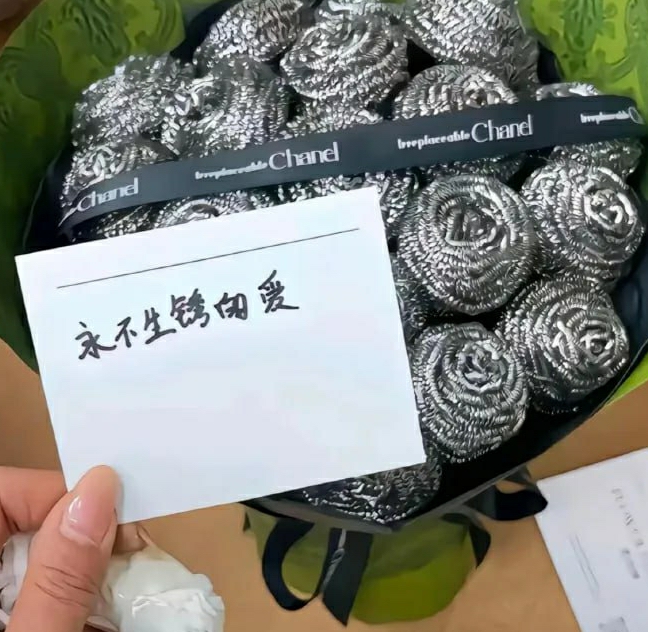 Irreplaceable Chanel
Irreplaceable Chanel
Chanel
永不生锈的爱